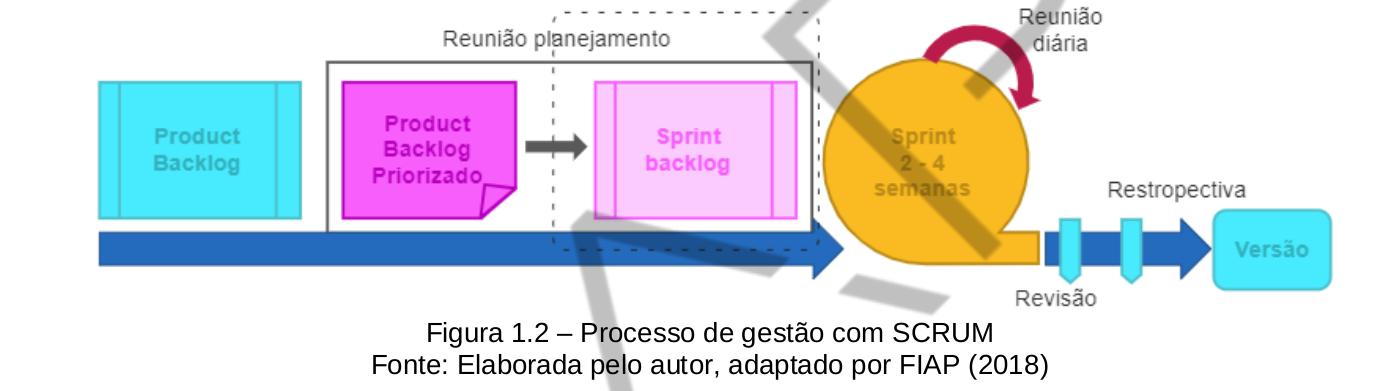 Reunião planejamento
Reunião
diária
Product
Backlog
Product
Backlog
Priorizado
Sprint
backlog
Sprint
2 - 4
semanas
Restropectiva
Versão
Revisão
Figura 1.2 – Processo de gestão com SCRUM
Fonte: Elaborada pelo autor, adaptado por FIAP (2018)